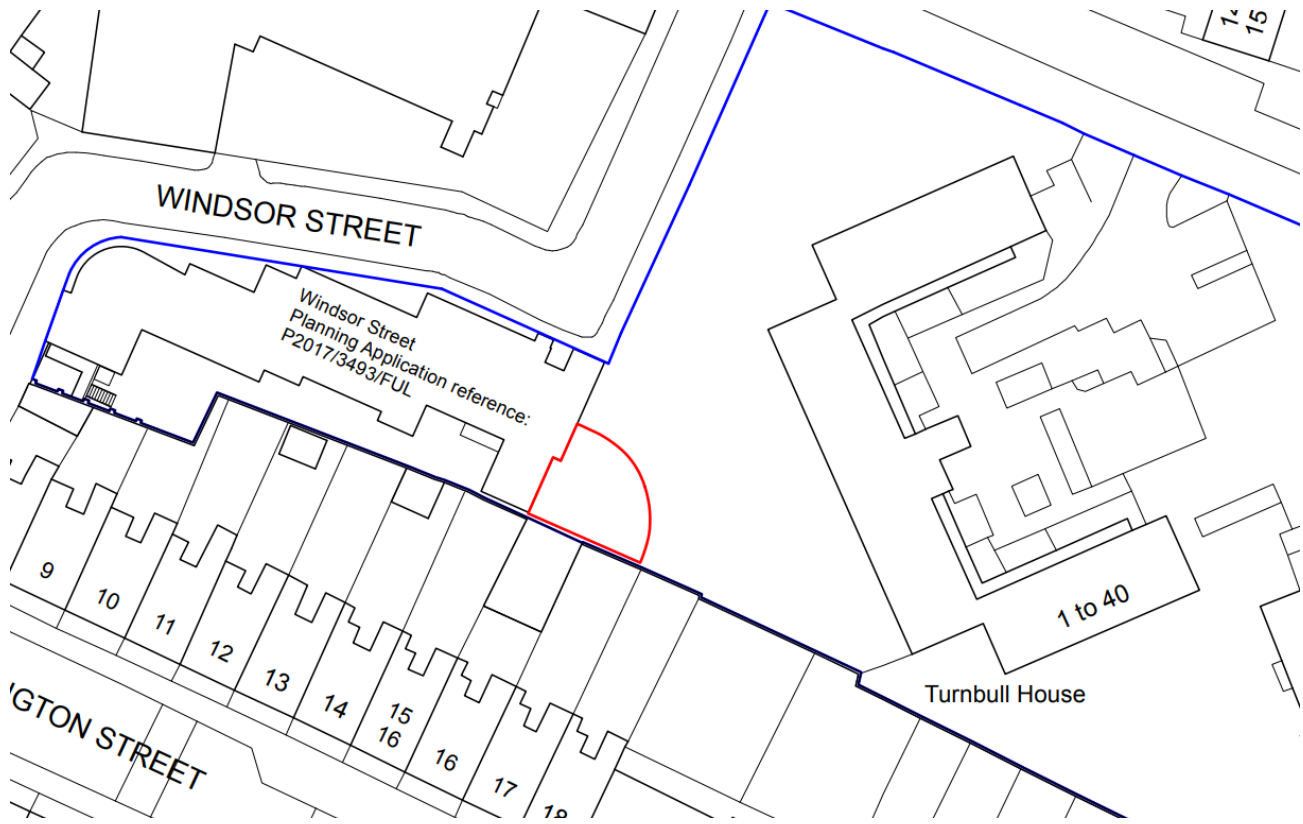 14
15
WINDSOR STREET
Windsor Street
Planning Application reference:
P2017/3493/FUL
9
10
11
12
13
14
15
16
16
17
18
1 to 40
Turnbull House
NGTON STREET